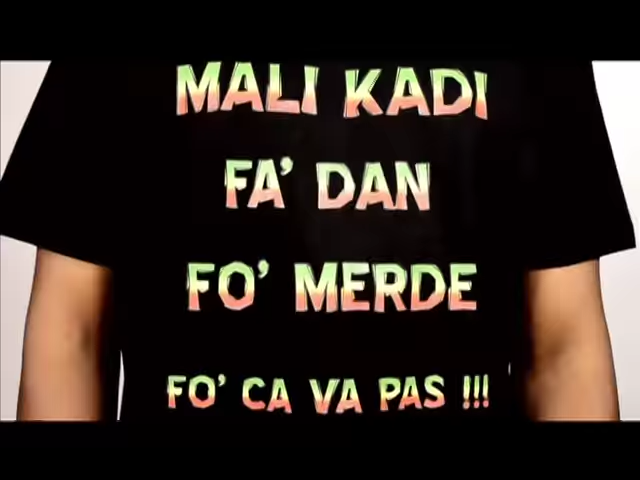 MALI KADI
FA' DAN
FO' MERDE
FO' CA VA PAS !!!